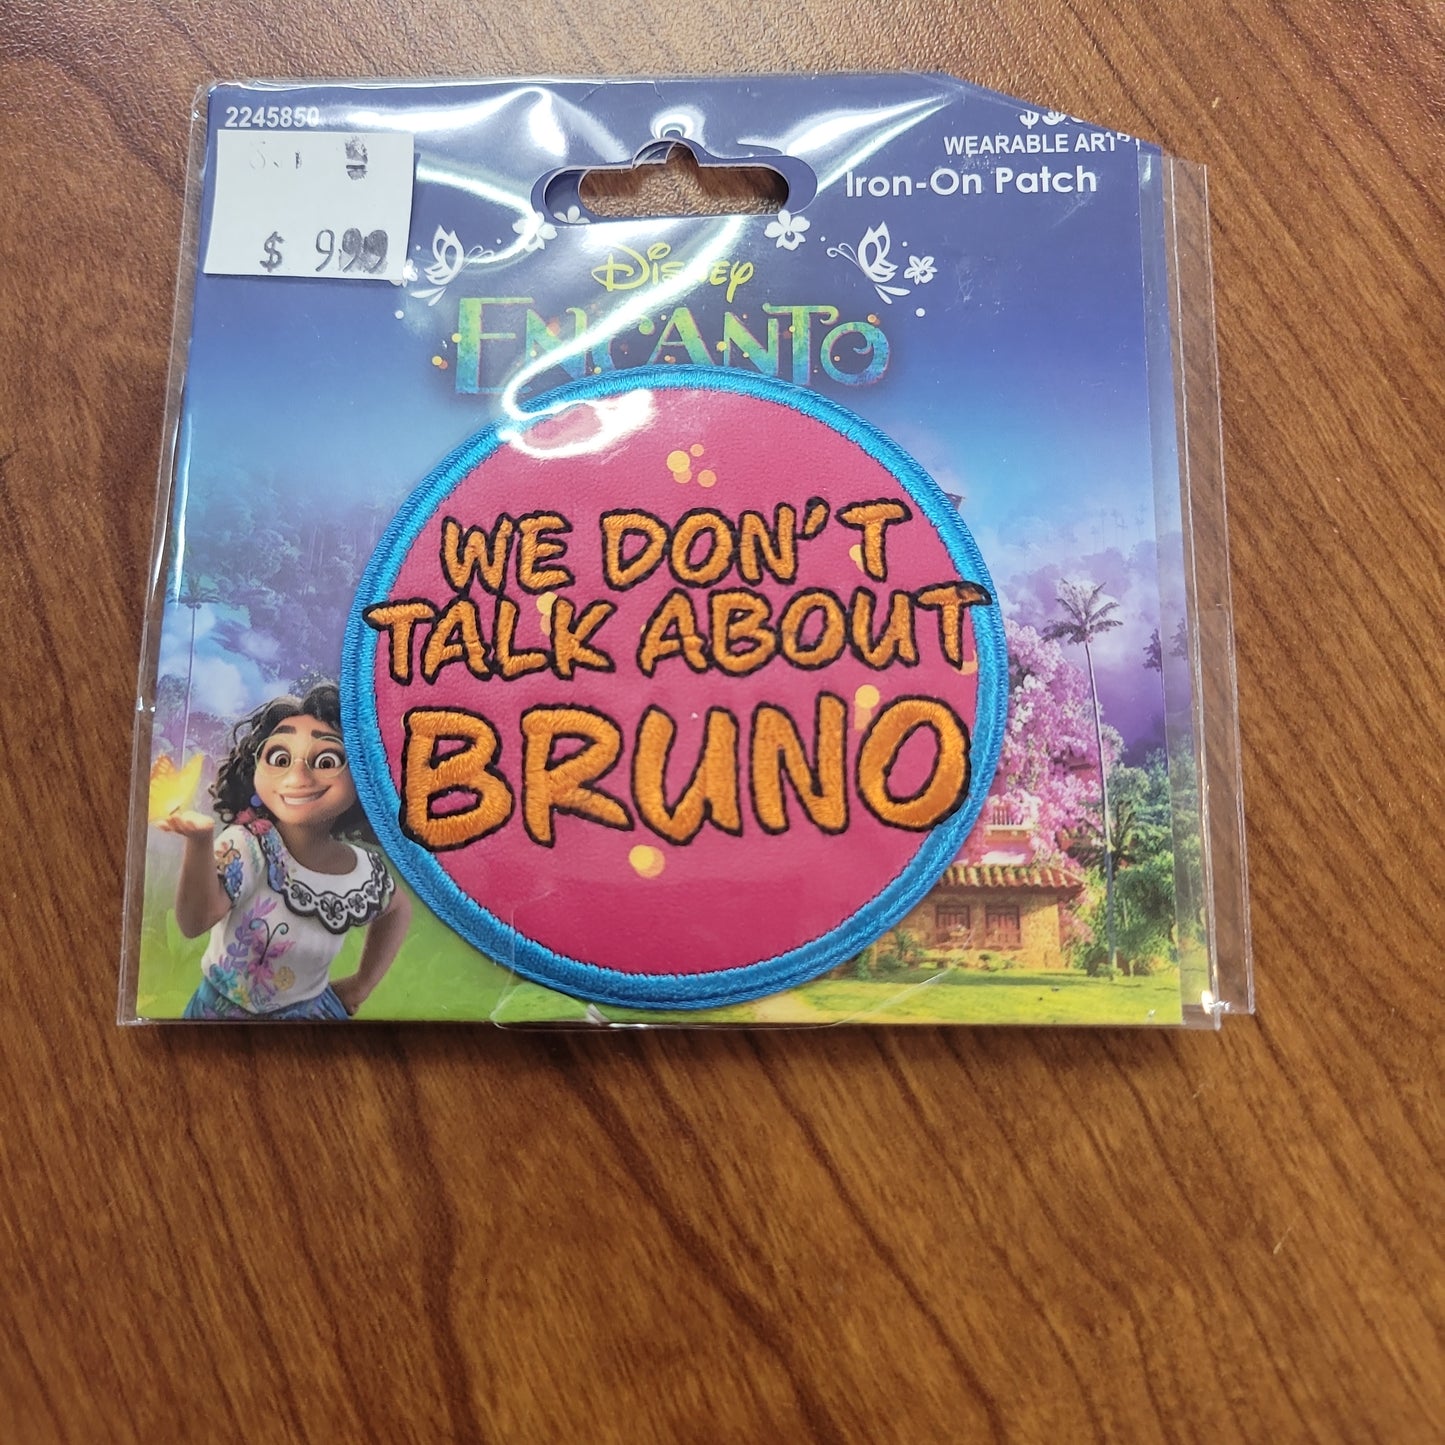 2245850
$ 9.99
WEARABLE ART
Iron-On Patch
Disney
ENCANTO
WE DON'T
TALK ABOUT
BRUNO